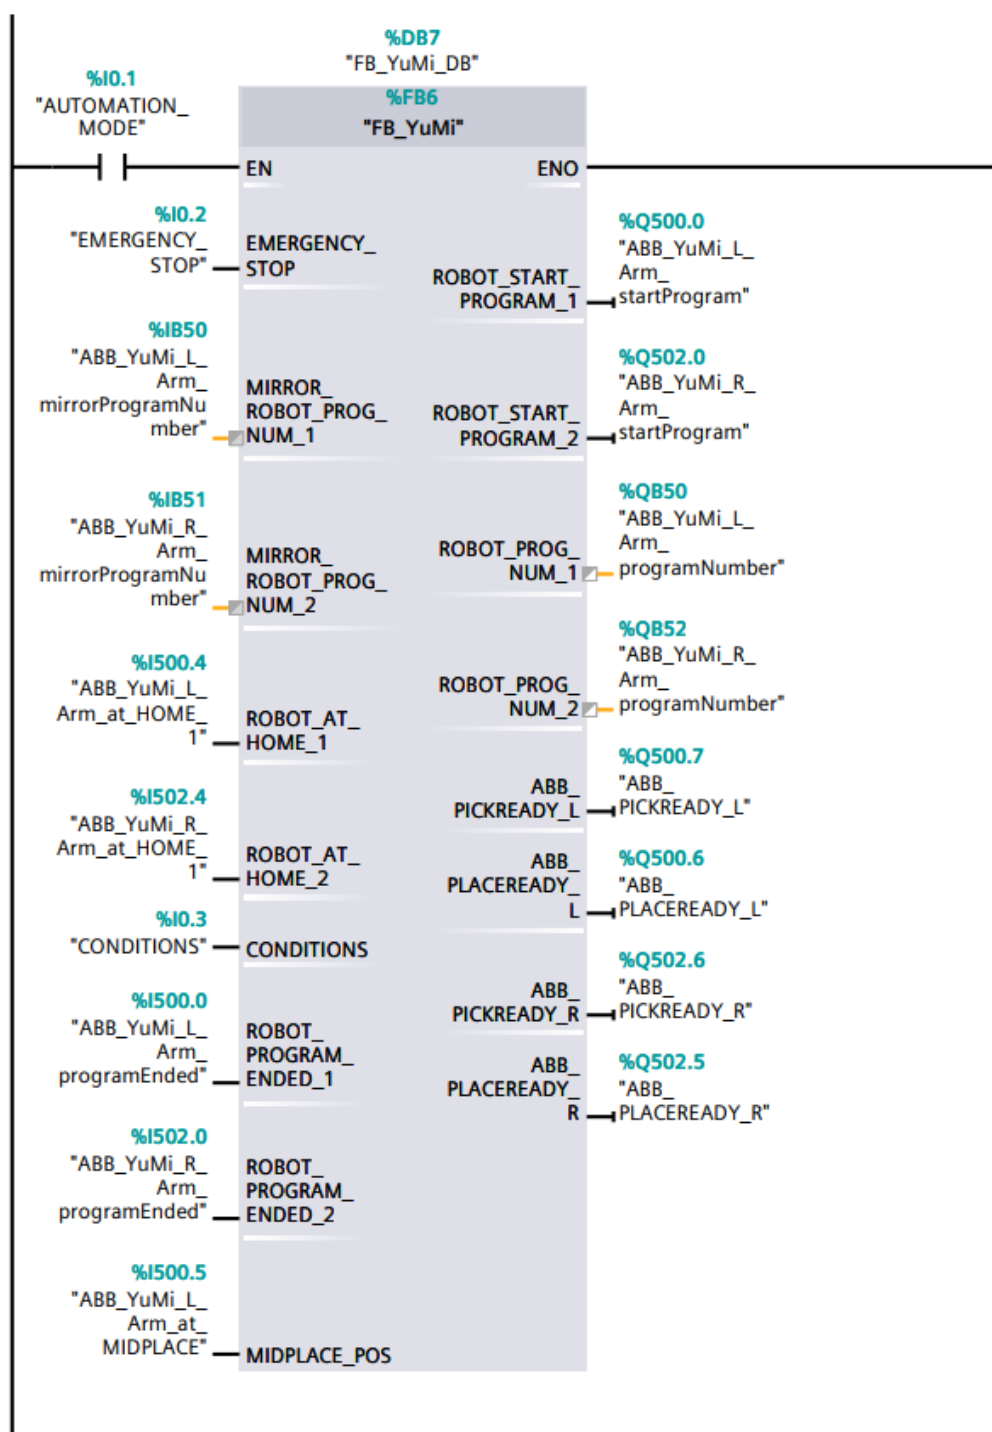 %DB7
"FB_YuMi_DB"
%I0.1
"AUTOMATION_
MODE"
%FB6
"FB_YuMi"
EN
ENO
%I0.2
"EMERGENCY_
STOP"
EMERGENCY_
STOP
%IB50
"ABB_YuMi_L_
Arm_
mirrorProgramNu
mber"
MIRROR_
ROBOT_PROG_
NUM_1
%IB51
"ABB_YuMi_R_
Arm_
mirrorProgramNu
mber"
MIRROR_
ROBOT_PROG_
NUM_2
%I500.4
"ABB_YuMi_L_
Arm_at_HOME_
1"
ROBOT_AT_
HOME_1
%I502.4
"ABB_YuMi_R_
Arm_at_HOME_
1"
ROBOT_AT_
HOME_2
%I0.3
"CONDITIONS"
CONDITIONS
%I500.0
"ABB_YuMi_L_
Arm_
programEnded"
ROBOT_
PROGRAM_
ENDED_1
%I502.0
"ABB_YuMi_R_
Arm_
programEnded"
ROBOT_
PROGRAM_
ENDED_2
%I500.5
"ABB_YuMi_L_
Arm_at_
MIDPLACE"
MIDPLACE_POS
ROBOT_START_
PROGRAM_1
%Q500.0
"ABB_YuMi_L_
Arm_
startProgram"
ROBOT_START_
PROGRAM_2
%Q502.0
"ABB_YuMi_R_
Arm_
startProgram"
ROBOT_PROG_
NUM_1
%QB50
"ABB_YuMi_L_
Arm_
programNumber"
ROBOT_PROG_
NUM_2
%QB52
"ABB_YuMi_R_
Arm_
programNumber"
ABB_
PICKREADY_L
%Q500.7
"ABB_
PICKREADY_L"
ABB_
PLACEREADY_
L
%Q500.6
"ABB_
PLACEREADY_L"
ABB_
PICKREADY_R
%Q502.6
"ABB_
PICKREADY_R"
ABB_
PLACEREADY_
R
%Q502.5
"ABB_
PLACEREADY_R"